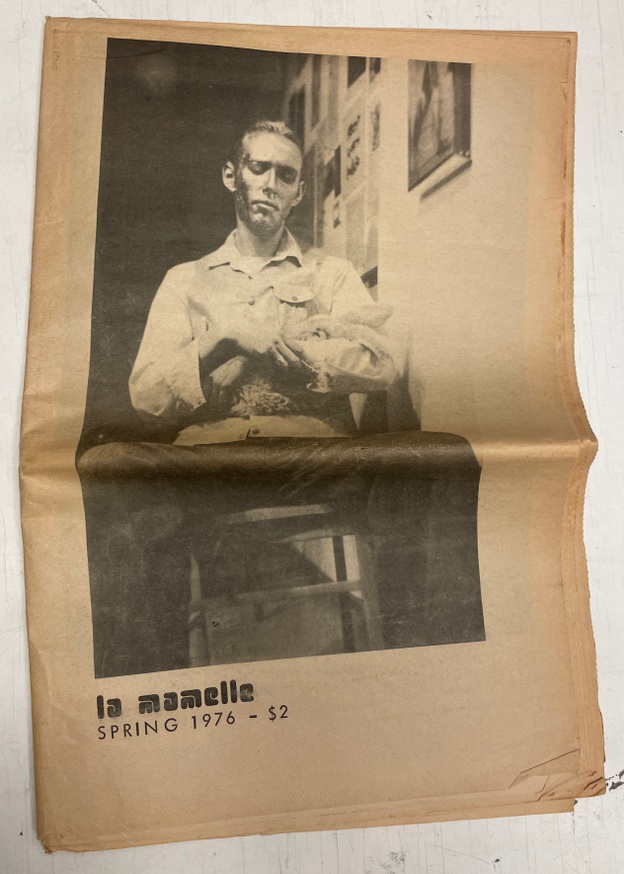 la mamelle
SPRING 1976 - $2